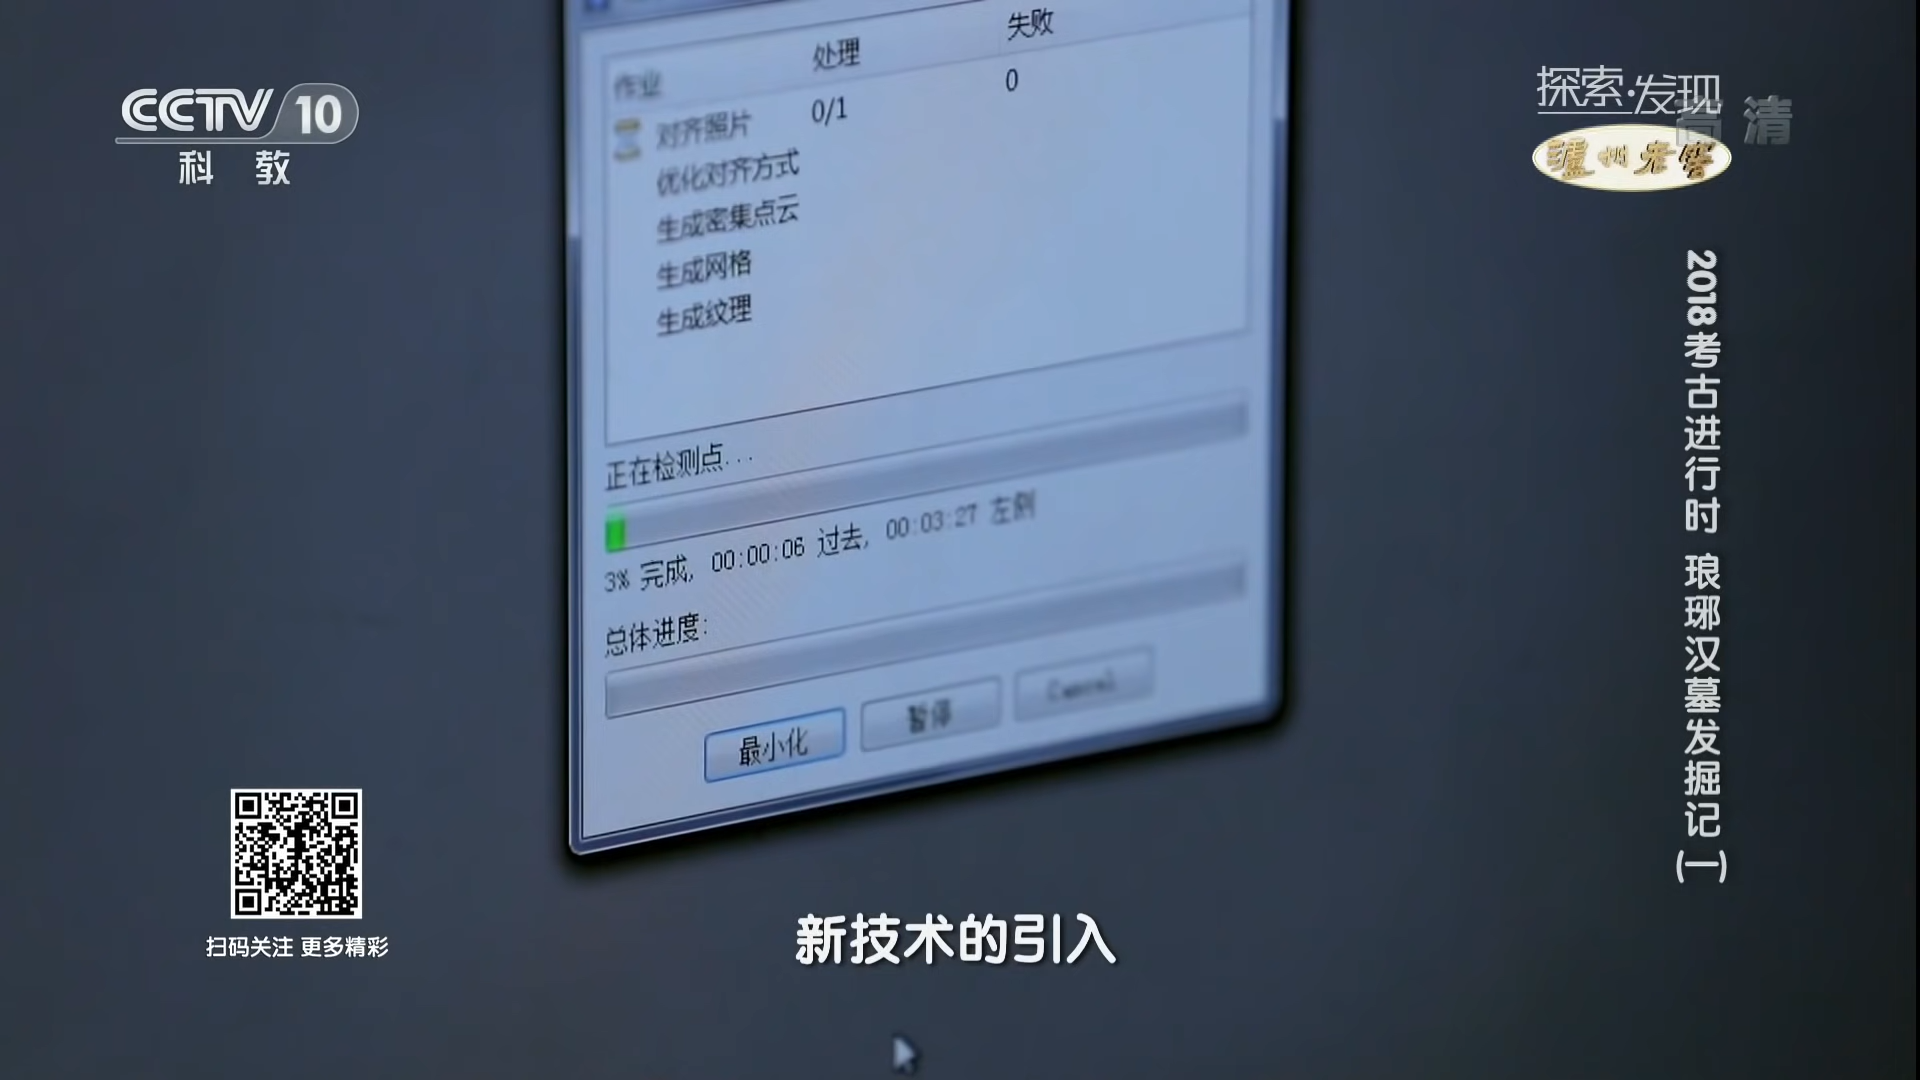 CCTV 10
科 教
探索·发现
高清
泸州老窖
作业 处理 失败
对齐照片 0/1 0
优化对齐方式
生成密集点云
生成网格
生成纹理
正在检测点...
3% 完成, 00:00:06 过去, 00:03:27 左侧
总体进度:
最小化 暂停 Cancel
2018考古进行时 琅琊汉墓发掘记(一)
扫码关注 更多精彩
新技术的引入